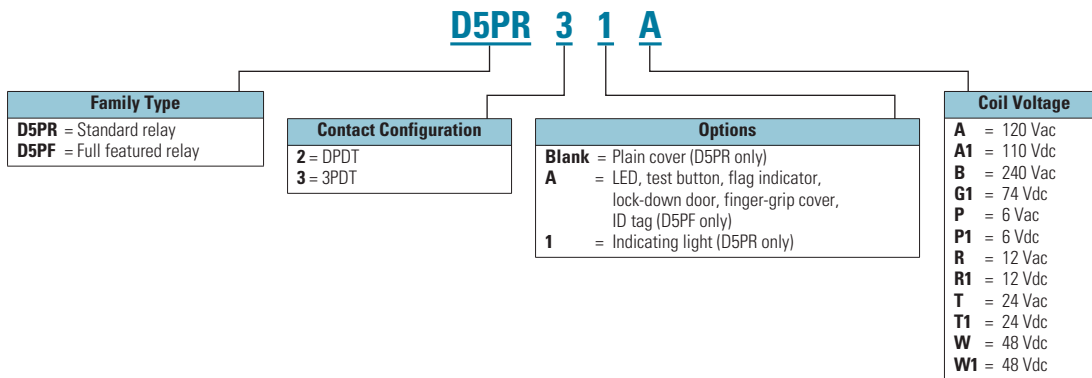 D5PR 3 1 A
Family Type
D5PR = Standard relay
D5PF = Full featured relay
Contact Configuration
2 = DPDT
3 = 3PDT
Options
Blank = Plain cover (D5PR only)
A = LED, test button, flag indicator,
lock-down door, finger-grip cover,
ID tag (D5PF only)
1 = Indicating light (D5PR only)
Coil Voltage
A = 120 Vac
A1 = 110 Vdc
B = 240 Vac
G1 = 74 Vdc
P = 6 Vac
P1 = 6 Vdc
R = 12 Vac
R1 = 12 Vdc
T = 24 Vac
T1 = 24 Vdc
W = 48 Vdc
W1 = 48 Vdc